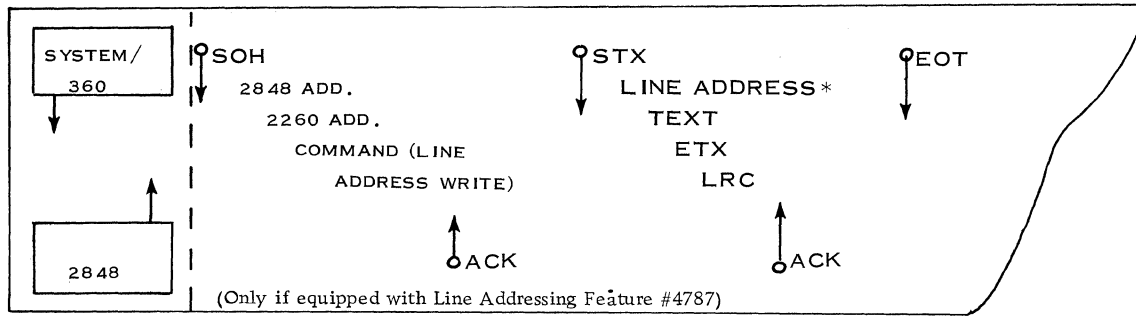 SYSTEM/
360
SOH
2848 ADD.
2260 ADD.
COMMAND (LINE
ADDRESS WRITE)
STX
LINE ADDRESS*
TEXT
ETX
LRC
EOT
2848
ACK
ACK
(Only if equipped with Line Addressing Feature #4787)